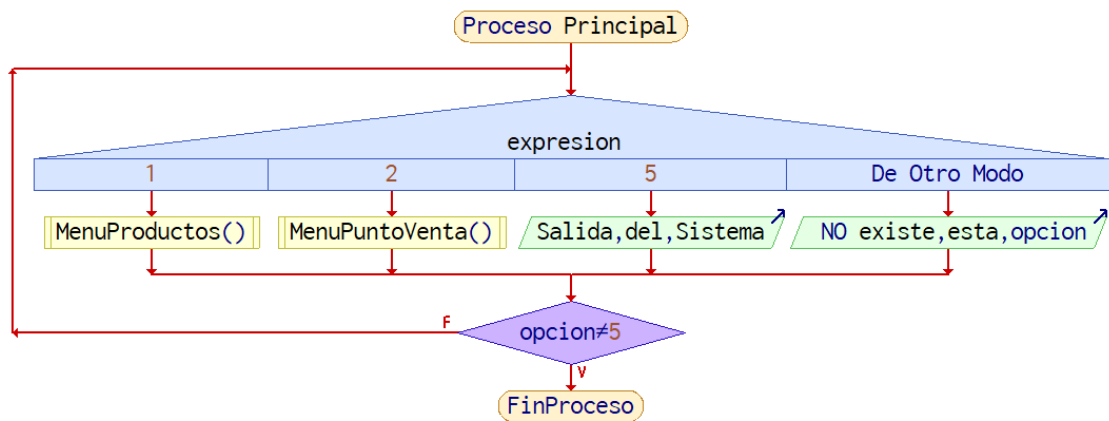 Proceso Principal
expresion
1
2
5
De Otro Modo
MenuProductos()
MenuPuntoVenta()
Salida,del,Sistema
NO existe,esta,opcion
F
opcion≠5
V
FinProceso